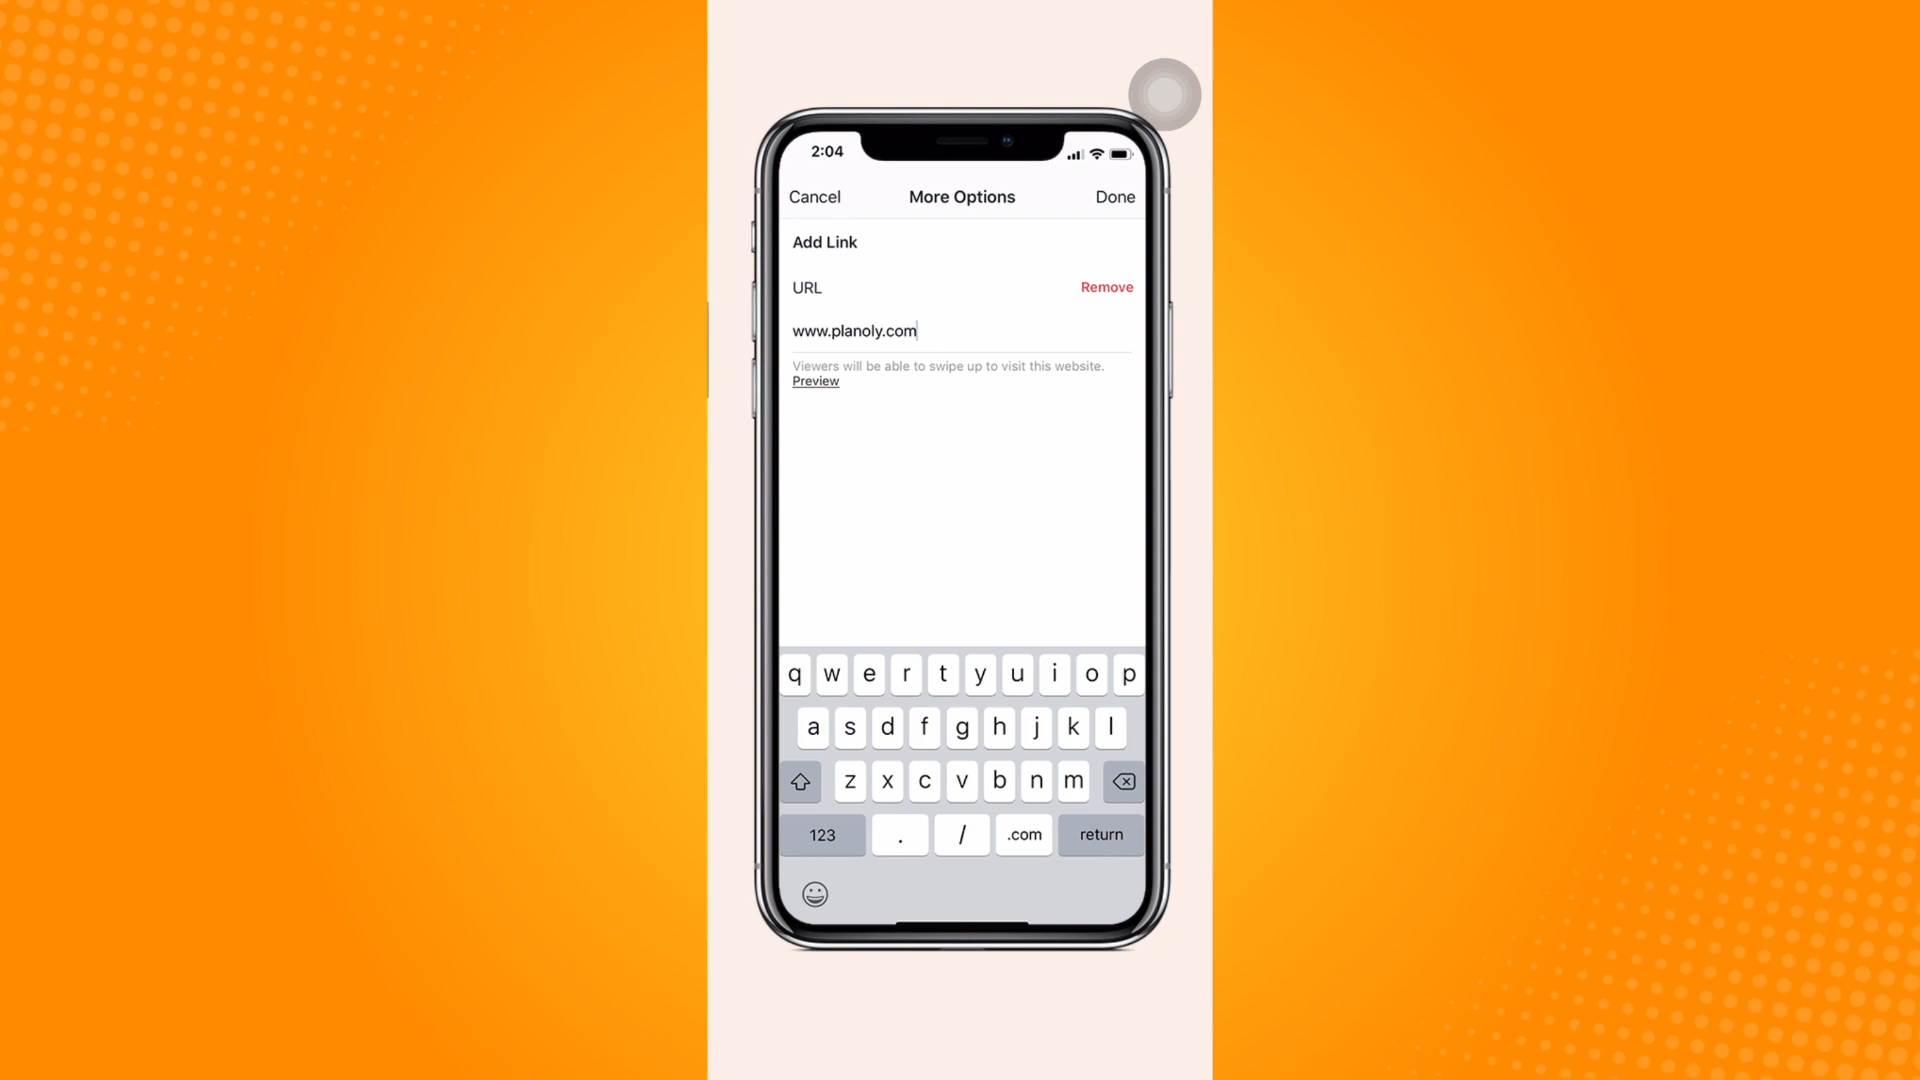 2:04
Cancel More Options Done
Add Link
URL Remove
www.planoly.com
Viewers will be able to swipe up to visit this website.
Preview
q w e r t y u i o p
a s d f g h j k l
z x c v b n m
123 . / .com return